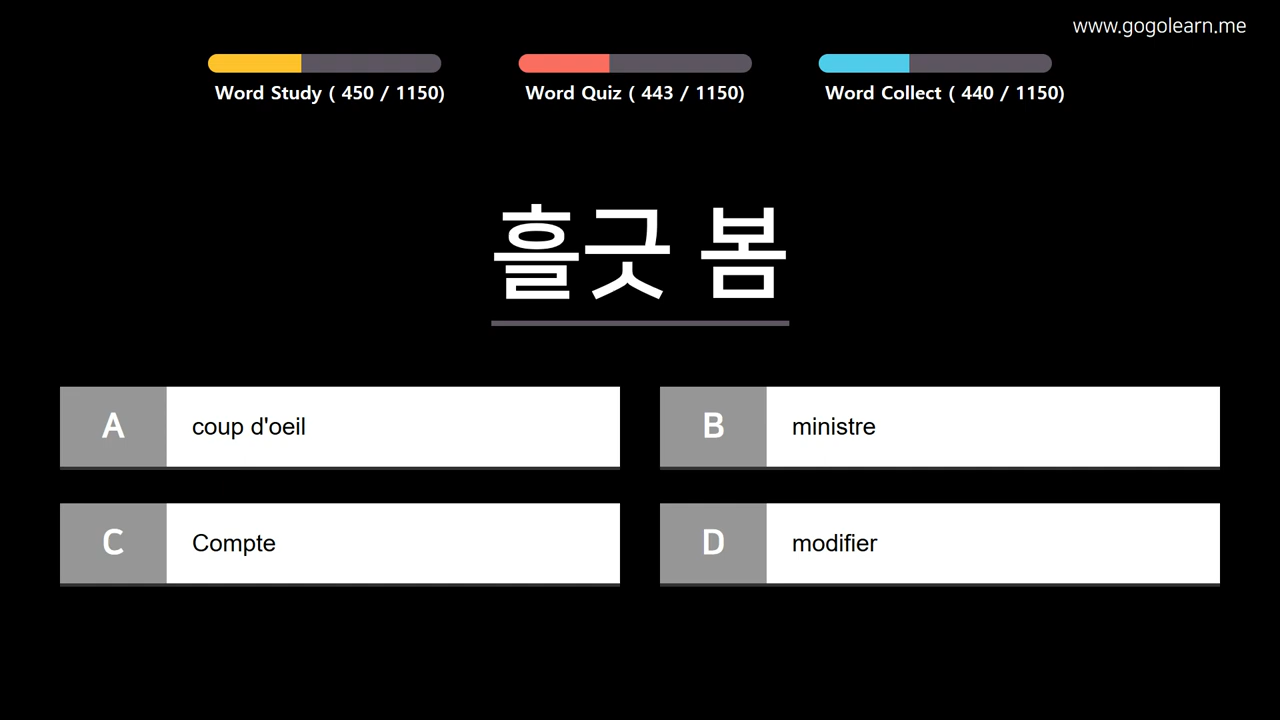 www.gogolearn.me
Word Study ( 450 / 1150)
Word Quiz ( 443 / 1150)
Word Collect ( 440 / 1150)
흘긋 봄
A coup d'oeil
B ministre
C Compte
D modifier